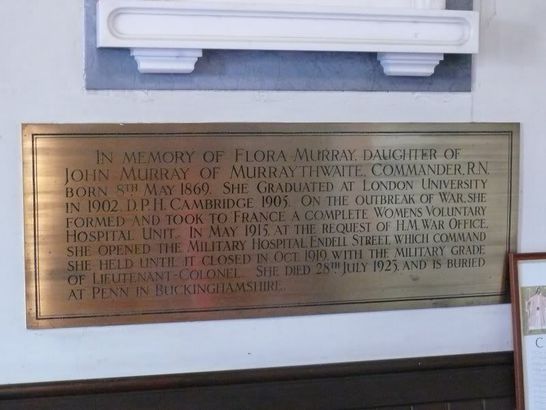 IN MEMORY OF FLORA MURRAY, DAUGHTER OF
JOHN MURRAY OF MURRAYTHWAITE, COMMANDER, R.N.
BORN 8TH MAY 1869. SHE GRADUATED AT LONDON UNIVERSITY
IN 1902. D.P.H. CAMBRIDGE 1905. ON THE OUTBREAK OF WAR, SHE
FORMED AND TOOK TO FRANCE A COMPLETE WOMENS VOLUNTARY
HOSPITAL UNIT. IN MAY 1915, AT THE REQUEST OF H.M. WAR OFFICE,
SHE OPENED THE MILITARY HOSPITAL, ENDELL STREET, WHICH COMMAND
SHE HELD UNTIL IT CLOSED IN OCT. 1919, WITH THE MILITARY GRADE
OF LIEUTENANT-COLONEL. SHE DIED 28TH JULY 1923, AND IS BURIED
AT PENN IN BUCKINGHAMSHIRE.
C